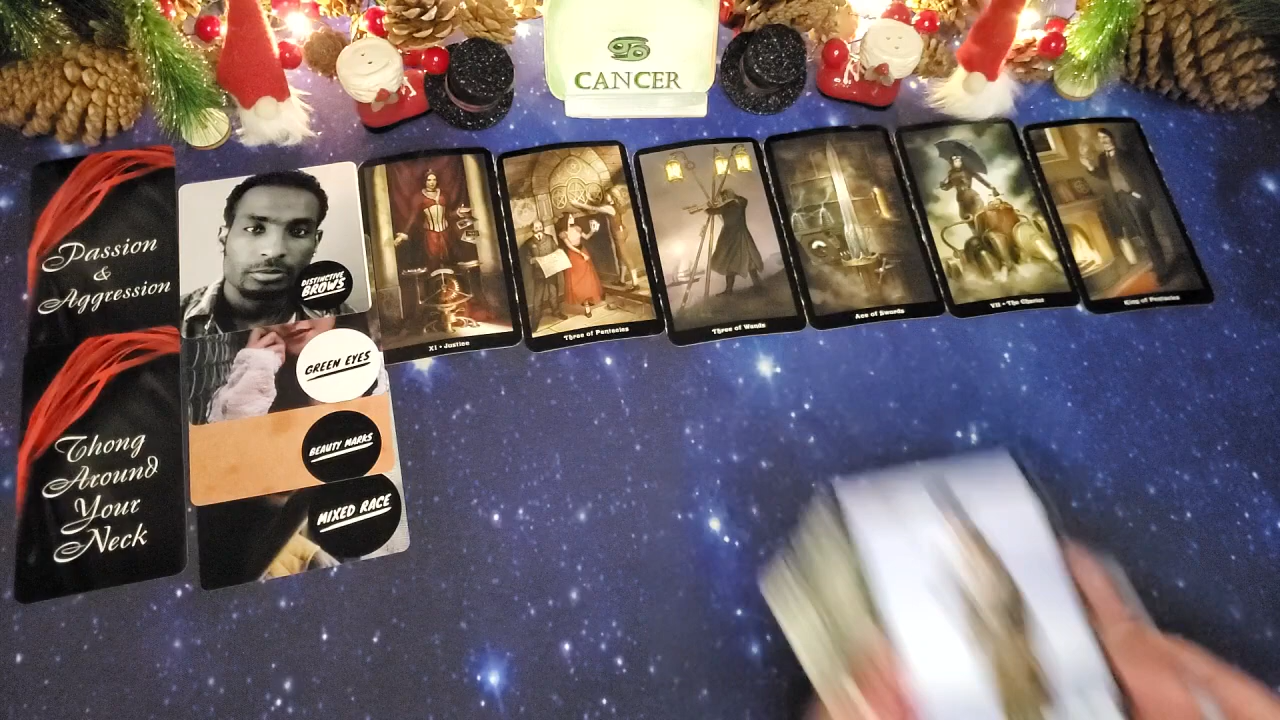 CANCER
Passion
&
Aggression
DISTINCTIVE
BROWS
XI • Justice
Three of Pentacles
Three of Wands
Ace of Swords
VII • The Chariot
King of Pentacles
GREEN EYES
BEAUTY MARKS
MIXED RACE
Thong
Around
Your
Neck